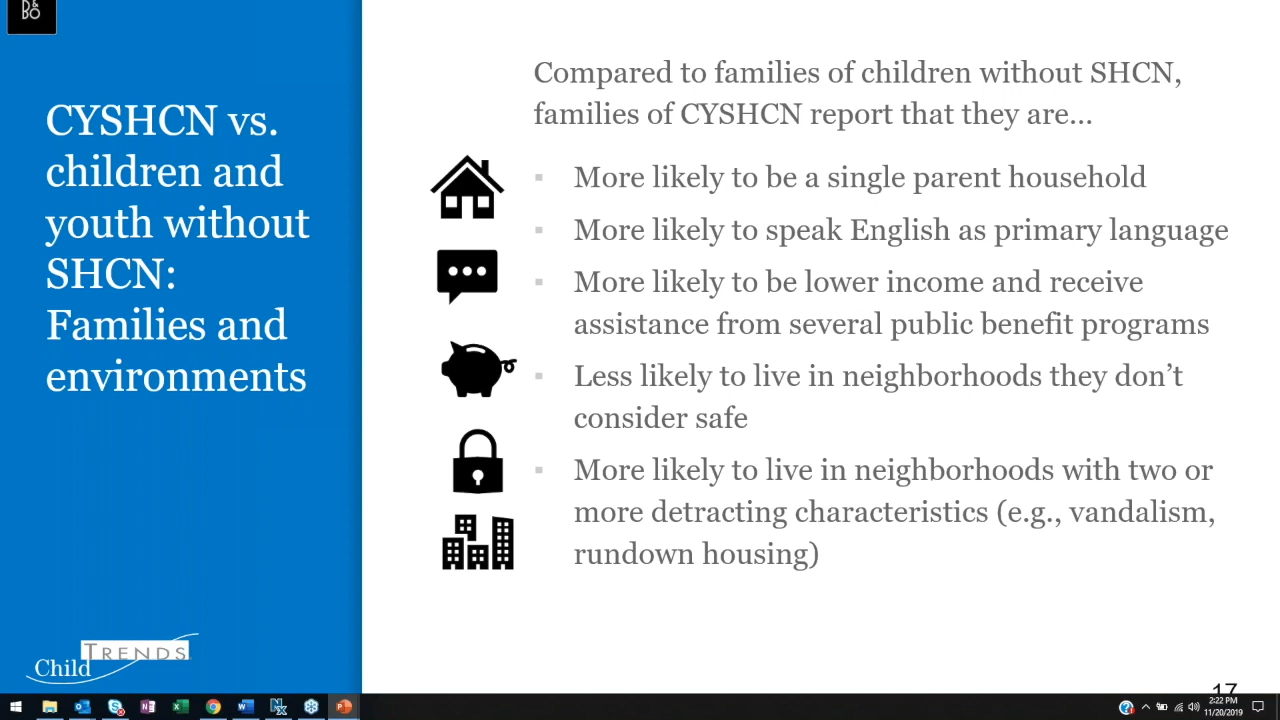 B&
BO
CYSHCN vs.
children and
youth without
SHCN:
Families and
environments
Compared to families of children without SHCN,
families of CYSHCN report that they are...
▪ More likely to be a single parent household
▪ More likely to speak English as primary language
▪ More likely to be lower income and receive
assistance from several public benefit programs
▪ Less likely to live in neighborhoods they don’t
consider safe
▪ More likely to live in neighborhoods with two or
more detracting characteristics (e.g., vandalism,
rundown housing)
Child TRENDS
17
2:22 PM
11/20/2019